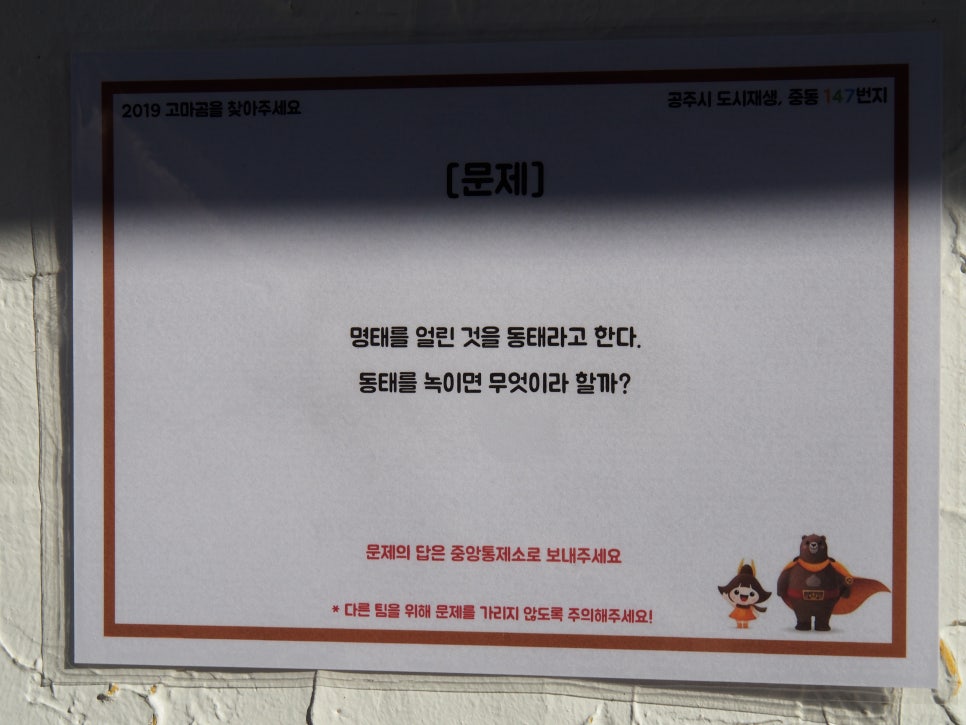 2019 고마곰을 찾아주세요
공주시 도시재생, 중동 147번지
[문제]
명태를 얼린 것을 동태라고 한다.
동태를 녹이면 무엇이라 할까?
문제의 답은 중앙통제소로 보내주세요
* 다른 팀을 위해 문제를 가리지 않도록 주의해주세요!